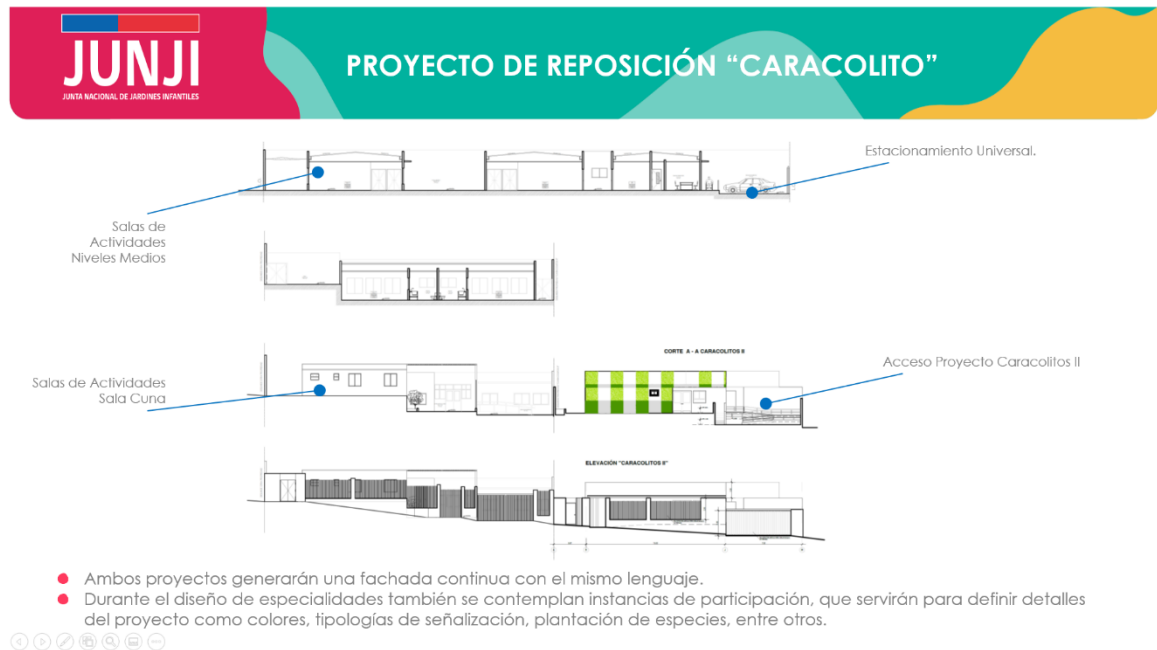 JUNJI
JUNTA NACIONAL DE JARDINES INFANTILES
PROYECTO DE REPOSICIÓN “CARACOLITO”
Estacionamiento Universal.
Salas de
Actividades
Niveles Medios
CORTE A - A CARACOLITOS II
Acceso Proyecto Caracolitos II
Salas de Actividades
Sala Cuna
ELEVACIÓN "CARACOLITOS II"
Ambos proyectos generarán una fachada continua con el mismo lenguaje.
Durante el diseño de especialidades también se contemplan instancias de participación, que servirán para definir detalles
del proyecto como colores, tipologías de señalización, plantación de especies, entre otros.